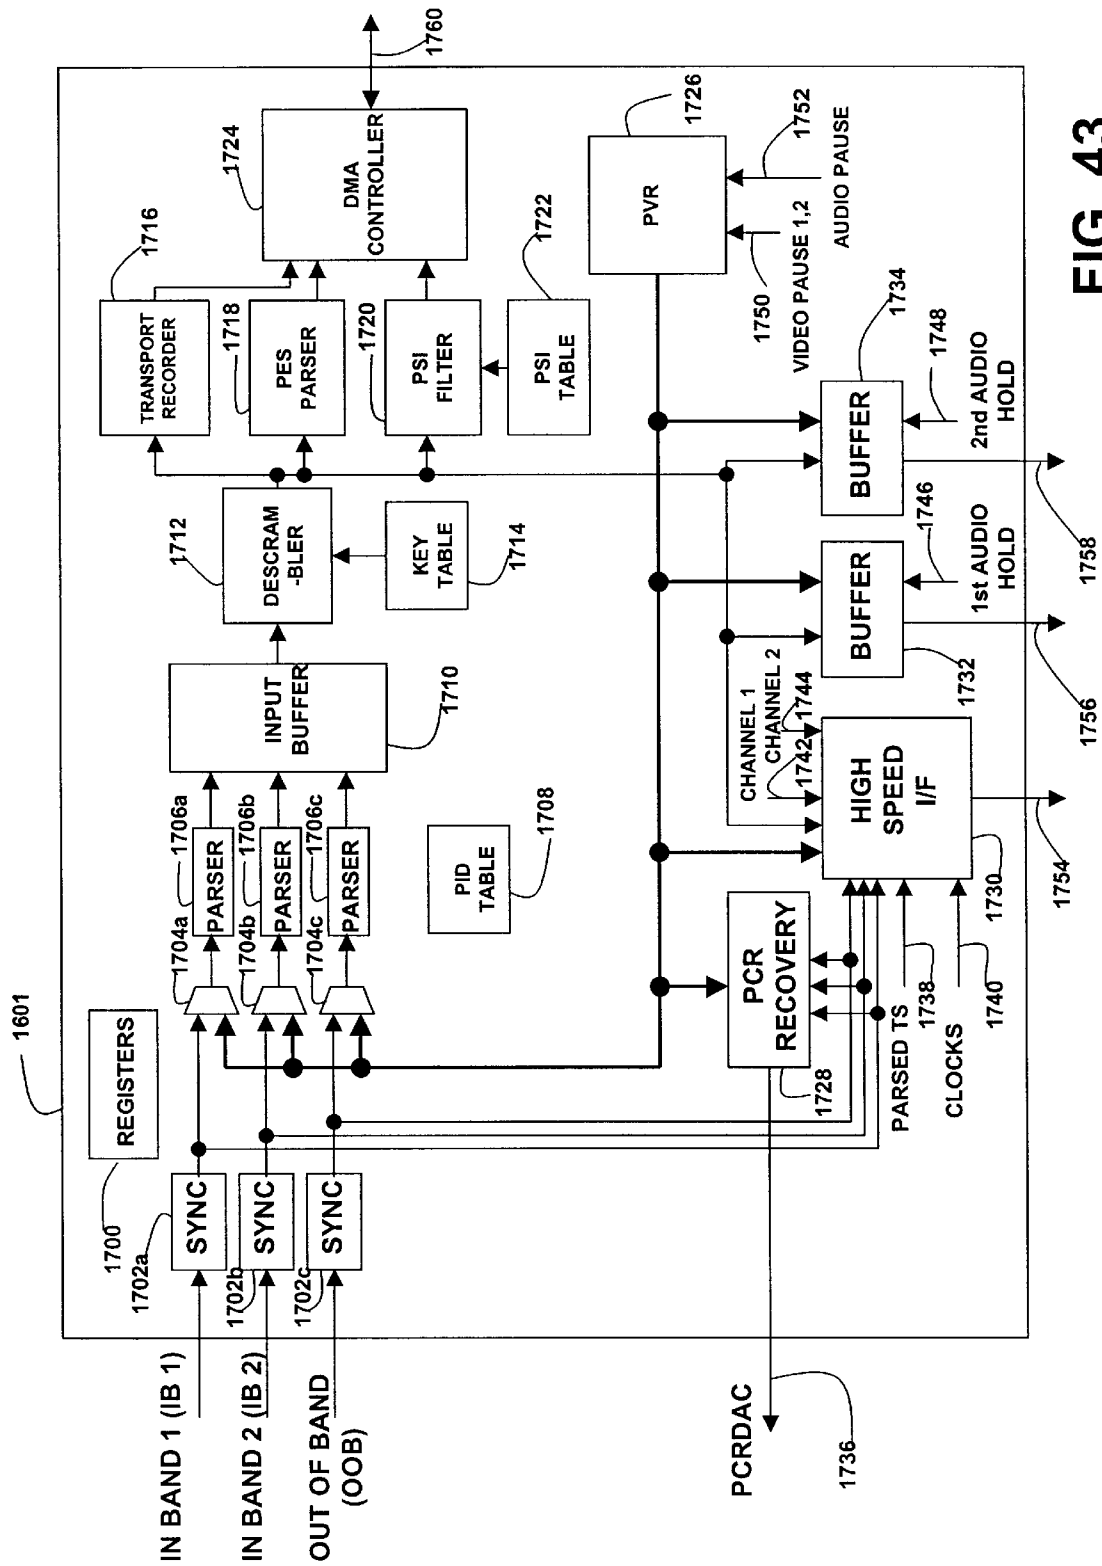 1601
1700
REGISTERS
IN BAND 1 (IB 1)
1702a
SYNC
1704a
1706a
PARSER
IN BAND 2 (IB 2)
1702b
SYNC
1704b
1706b
PARSER
OUT OF BAND
(OOB)
1702c
SYNC
1704c
1706c
PARSER
INPUT
BUFFER
1710
PID
TABLE
1708
1712
DESCRAM
-BLER
KEY
TABLE
1714
TRANSPORT
RECORDER
1716
1718
PES
PARSER
1720
PSI
FILTER
PSI
TABLE
1722
1724
DMA
CONTROLLER
1760
PVR
1726
1750
VIDEO PAUSE 1,2
1752
AUDIO PAUSE
PCRDAC
1736
PCR
RECOVERY
1728
PARSED TS
1738
CLOCKS
1740
CHANNEL 1
1742
CHANNEL 2
1744
HIGH
SPEED
I/F
1730
1754
BUFFER
1732
1746
1st AUDIO
HOLD
1756
BUFFER
1734
1748
2nd AUDIO
HOLD
1758
FIG. 43